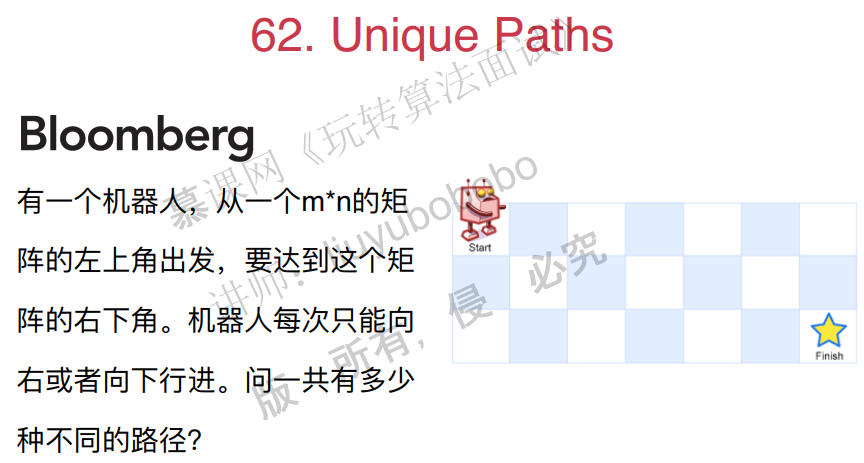 62. Unique Paths
Bloomberg
有一个机器人，从一个m*n的矩
阵的左上角出发，要达到这个矩
阵的右下角。机器人每次只能向
右或者向下行进。问一共有多少
种不同的路径？
Start
Finish
慕课网《玩转算法面试》
讲师：liuyubobobo
版 所有，侵 必究